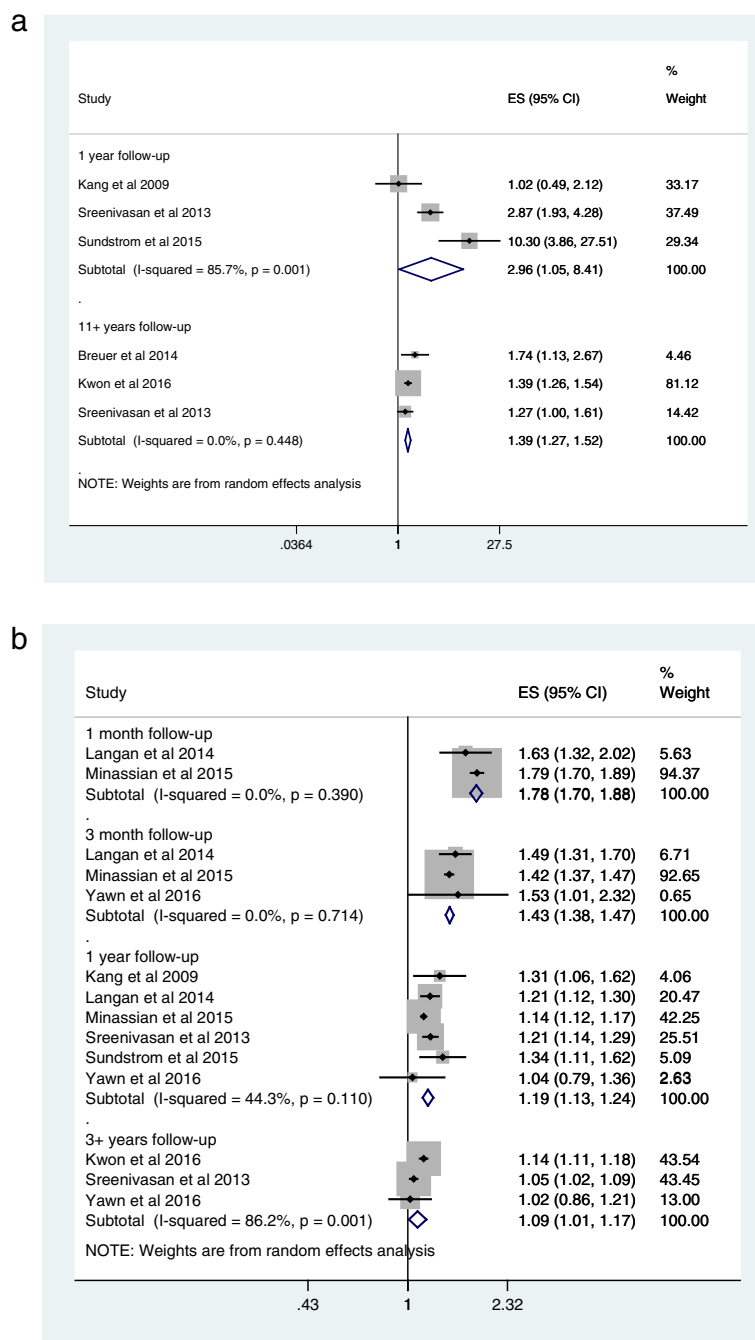 a
%
Study ES (95% CI) Weight
1 year follow-up
Kang et al 2009 1.02 (0.49, 2.12) 33.17
Sreenivasan et al 2013 2.87 (1.93, 4.28) 37.49
Sundstrom et al 2015 10.30 (3.86, 27.51) 29.34
Subtotal (I-squared = 85.7%, p = 0.001) 2.96 (1.05, 8.41) 100.00
.
11+ years follow-up
Breuer et al 2014 1.74 (1.13, 2.67) 4.46
Kwon et al 2016 1.39 (1.26, 1.54) 81.12
Sreenivasan et al 2013 1.27 (1.00, 1.61) 14.42
Subtotal (I-squared = 0.0%, p = 0.448) 1.39 (1.27, 1.52) 100.00
.
NOTE: Weights are from random effects analysis
.0364 1 27.5
b
%
Study ES (95% CI) Weight
1 month follow-up
Langan et al 2014 1.63 (1.32, 2.02) 5.63
Minassian et al 2015 1.79 (1.70, 1.89) 94.37
Subtotal (I-squared = 0.0%, p = 0.390) 1.78 (1.70, 1.88) 100.00
.
3 month follow-up
Langan et al 2014 1.49 (1.31, 1.70) 6.71
Minassian et al 2015 1.42 (1.37, 1.47) 92.65
Yawn et al 2016 1.53 (1.01, 2.32) 0.65
Subtotal (I-squared = 0.0%, p = 0.714) 1.43 (1.38, 1.47) 100.00
.
1 year follow-up
Kang et al 2009 1.31 (1.06, 1.62) 4.06
Langan et al 2014 1.21 (1.12, 1.30) 20.47
Minassian et al 2015 1.14 (1.12, 1.17) 42.25
Sreenivasan et al 2013 1.21 (1.14, 1.29) 25.51
Sundstrom et al 2015 1.34 (1.11, 1.62) 5.09
Yawn et al 2016 1.04 (0.79, 1.36) 2.63
Subtotal (I-squared = 44.3%, p = 0.110) 1.19 (1.13, 1.24) 100.00
.
3+ years follow-up
Kwon et al 2016 1.14 (1.11, 1.18) 43.54
Sreenivasan et al 2013 1.05 (1.02, 1.09) 43.45
Yawn et al 2016 1.02 (0.86, 1.21) 13.00
Subtotal (I-squared = 86.2%, p = 0.001) 1.09 (1.01, 1.17) 100.00
NOTE: Weights are from random effects analysis
.43 1 2.32